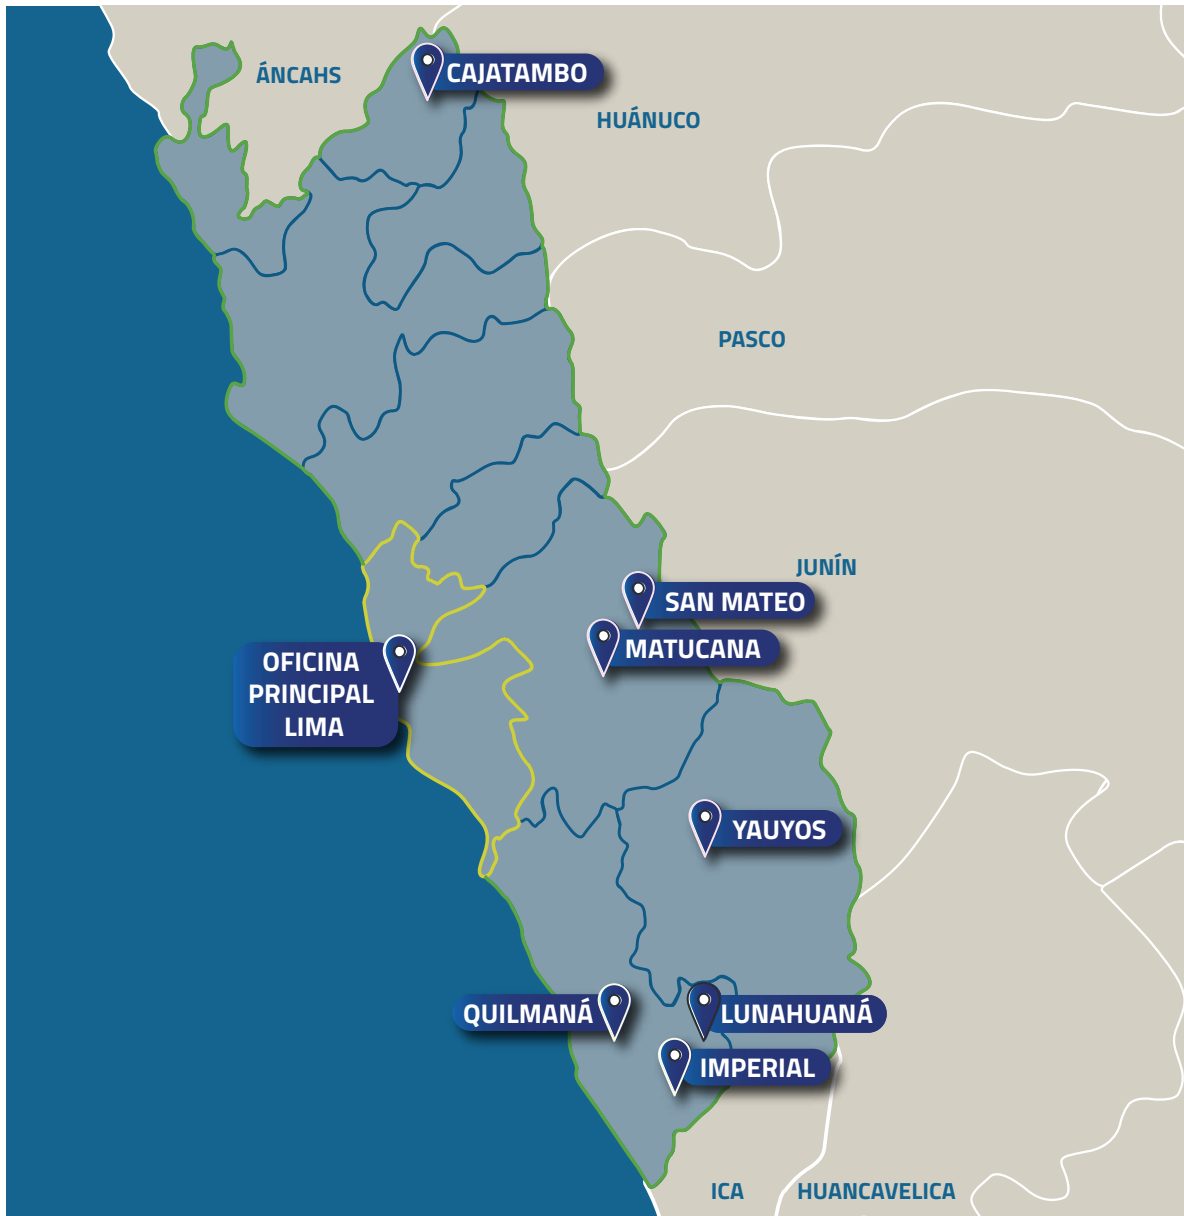 CAJATAMBO
ÁNCAHS
HUÁNUCO
PASCO
JUNÍN
SAN MATEO
MATUCANA
OFICINA
PRINCIPAL
LIMA
YAUYOS
QUILMANÁ
LUNAHUANÁ
IMPERIAL
ICA
HUANCAVELICA